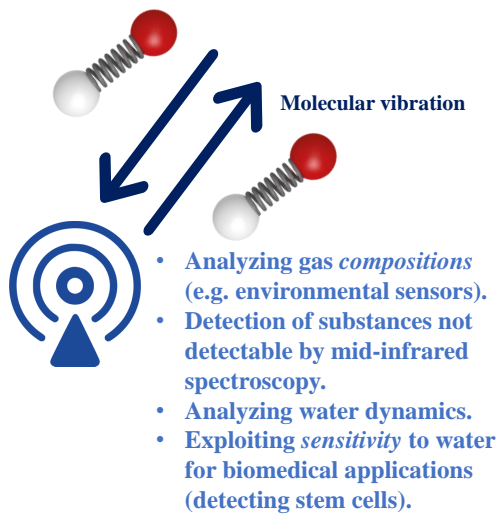 Molecular vibration
• Analyzing gas compositions
(e.g. environmental sensors).
• Detection of substances not
detectable by mid-infrared
spectroscopy.
• Analyzing water dynamics.
• Exploiting sensitivity to water
for biomedical applications
(detecting stem cells).